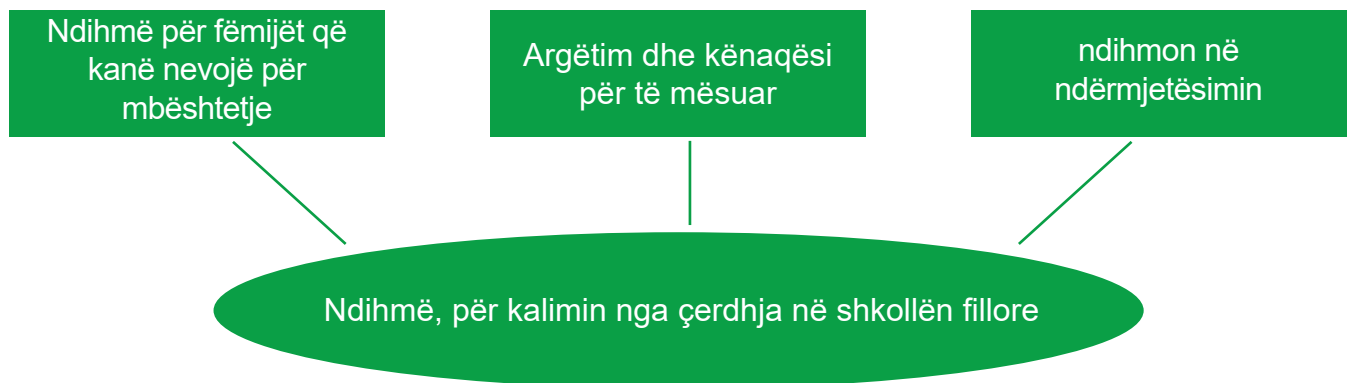 Ndihmë për fëmijët që
kanë nevojë për
mbështetje
Argëtim dhe kënaqësi
për të mësuar
ndihmon në
ndërmjetësimin
Ndihmë, për kalimin nga çerdhja në shkollën fillore